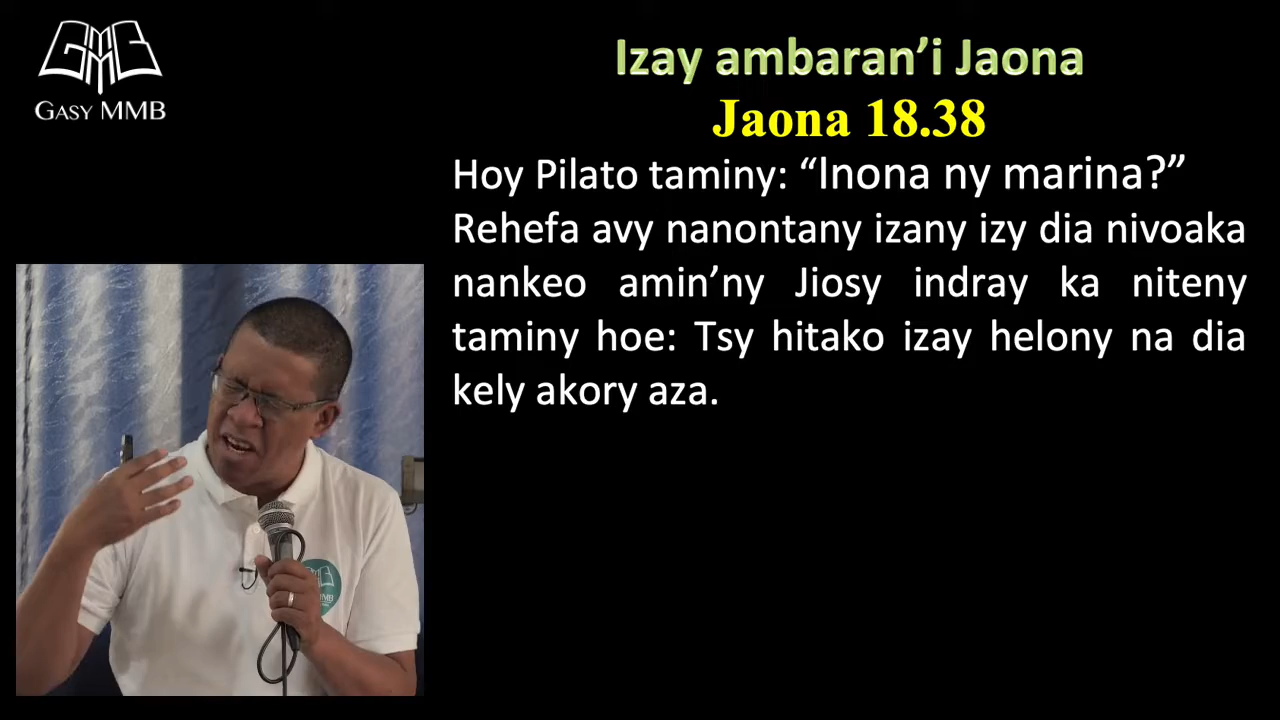 GASY MMB
Izay ambaran’i Jaona
Jaona 18.38
Hoy Pilato taminy: “Inona ny marina?”
Rehefa avy nanontany izany izy dia nivoaka
nankeo amin’ny Jiosy indray ka niteny
taminy hoe: Tsy hitako izay helony na dia
kely akory aza.